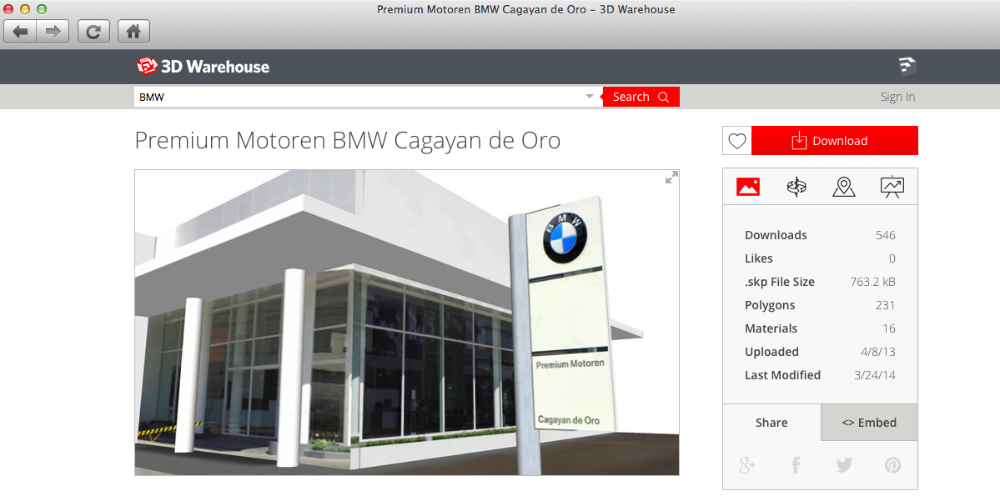 Premium Motoren BMW Cagayan de Oro – 3D Warehouse
3D Warehouse
BMW
Search
Sign In
Premium Motoren BMW Cagayan de Oro
Download
BMW
Premium Motoren
Cagayan de Oro
Downloads 546
Likes 0
.skp File Size 763.2 kB
Polygons 231
Materials 16
Uploaded 4/8/13
Last Modified 3/24/14
Share
<> Embed